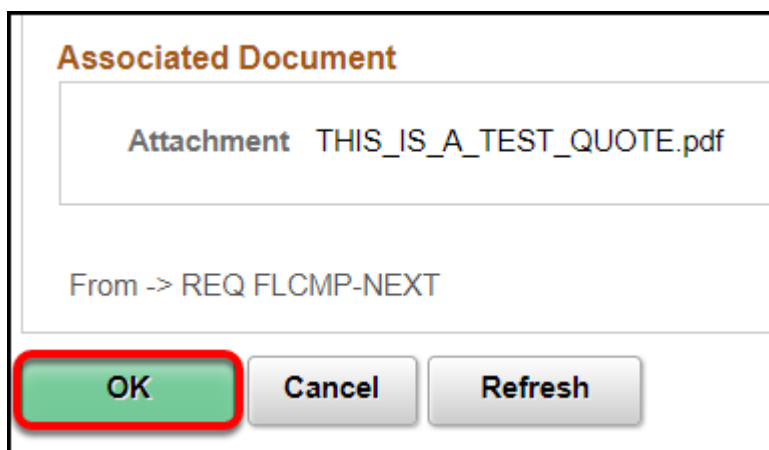 Associated Document
Attachment THIS_IS_A_TEST_QUOTE.pdf
From -> REQ FLCMP-NEXT
OK Cancel Refresh